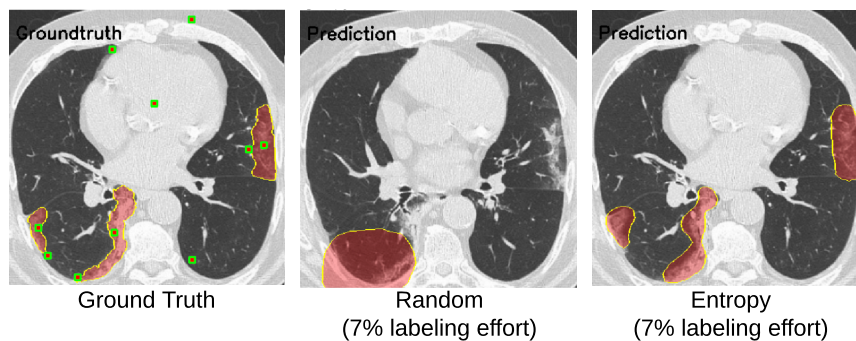 Groundtruth
Prediction
Prediction
Ground Truth
Random
(7% labeling effort)
Entropy
(7% labeling effort)